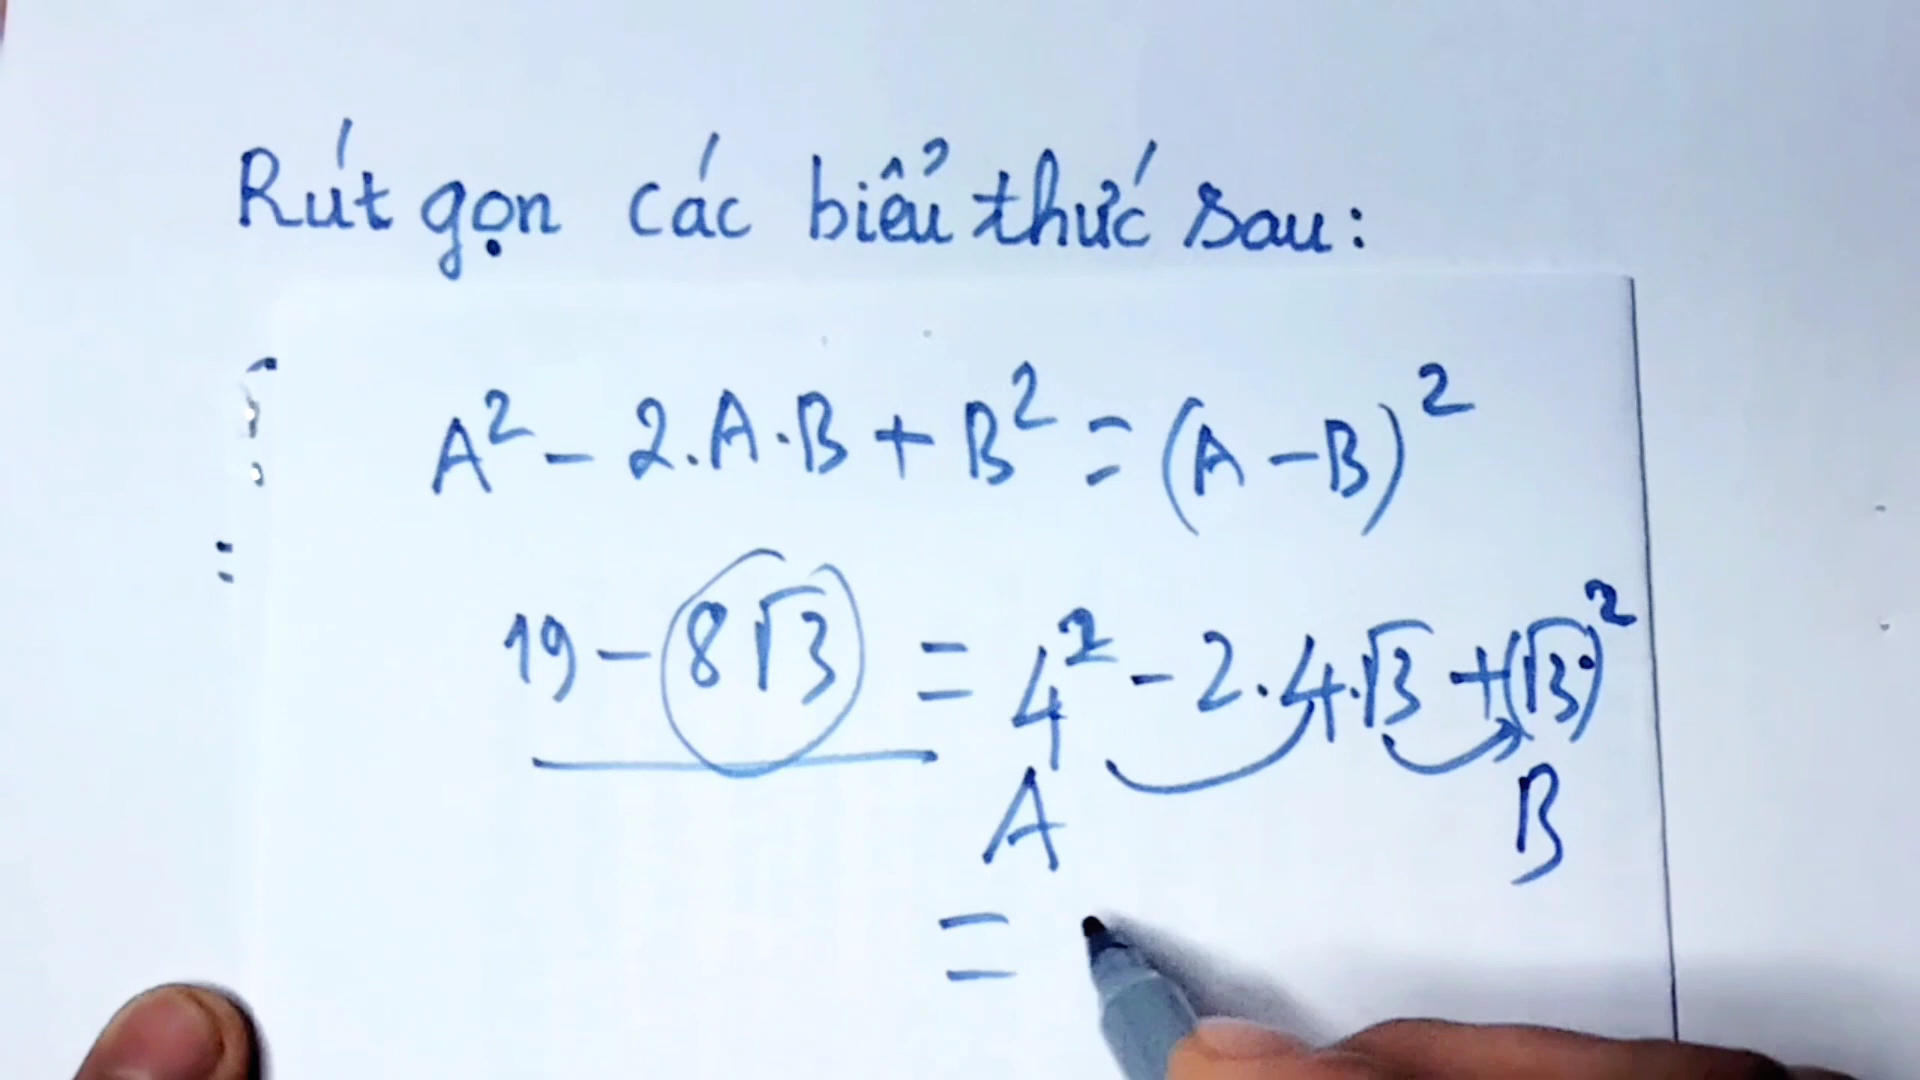 Rút gọn các biểu thức sau:
A² - 2.A.B + B² = (A - B)²
19 - 8√3 = 4² - 2.4.√3 + (√3)²
A B
=